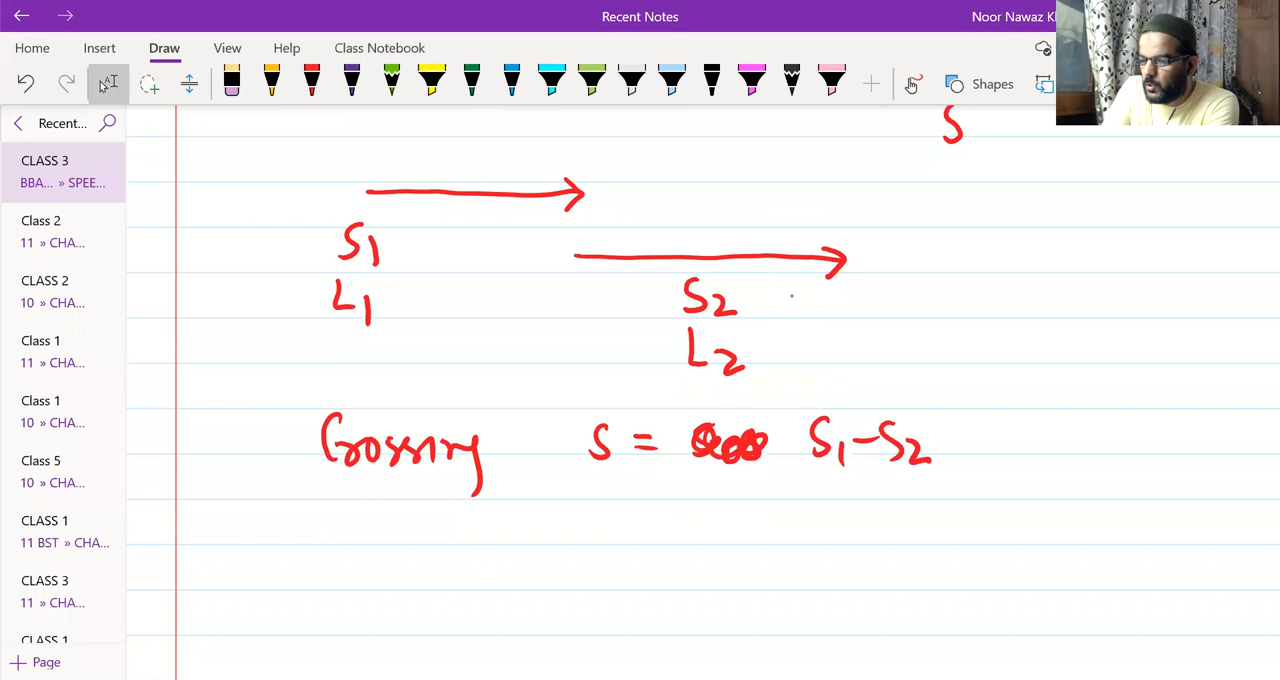 Recent Notes
Noor Nawaz
Home Insert Draw View Help Class Notebook
Shapes
Recent...
CLASS 3
BBA... » SPEE...
Class 2
11 » CHA...
CLASS 2
10 » CHA...
Class 1
11 » CHA...
Class 1
10 » CHA...
Class 5
10 » CHA...
CLASS 1
11 BST » CHA...
CLASS 3
11 » CHA...
CLASS 1
Page
S
S1
L1
S2
L2
Crossing S = S1-S2